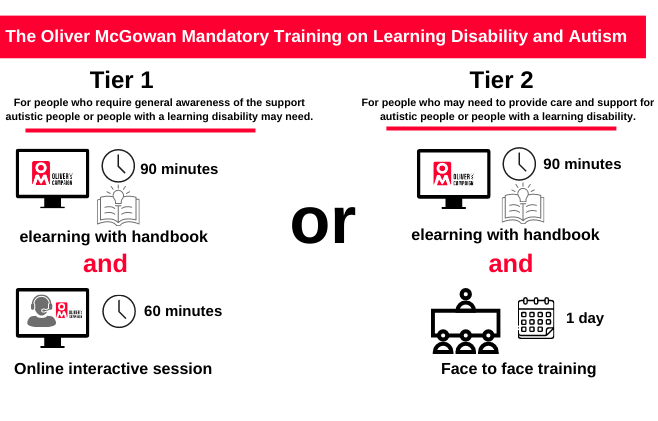 The Oliver McGowan Mandatory Training on Learning Disability and Autism
Tier 1
For people who require general awareness of the support
autistic people or people with a learning disability may need.
OLIVER'S
CAMPAIGN
90 minutes
elearning with handbook
and
OLIVER'S
CAMPAIGN
60 minutes
Online interactive session
or
Tier 2
For people who may need to provide care and support for
autistic people or people with a learning disability.
OLIVER'S
CAMPAIGN
90 minutes
elearning with handbook
and
1 day
Face to face training